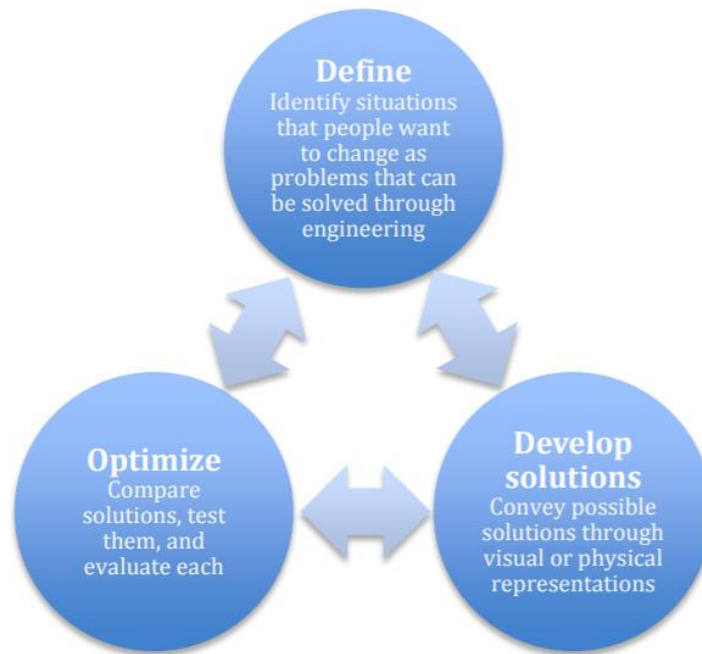 Define
Identify situations
that people want
to change as
problems that can
be solved through
engineering
Optimize
Compare
solutions, test
them, and
evaluate each
Develop
solutions
Convey possible
solutions through
visual or physical
representations